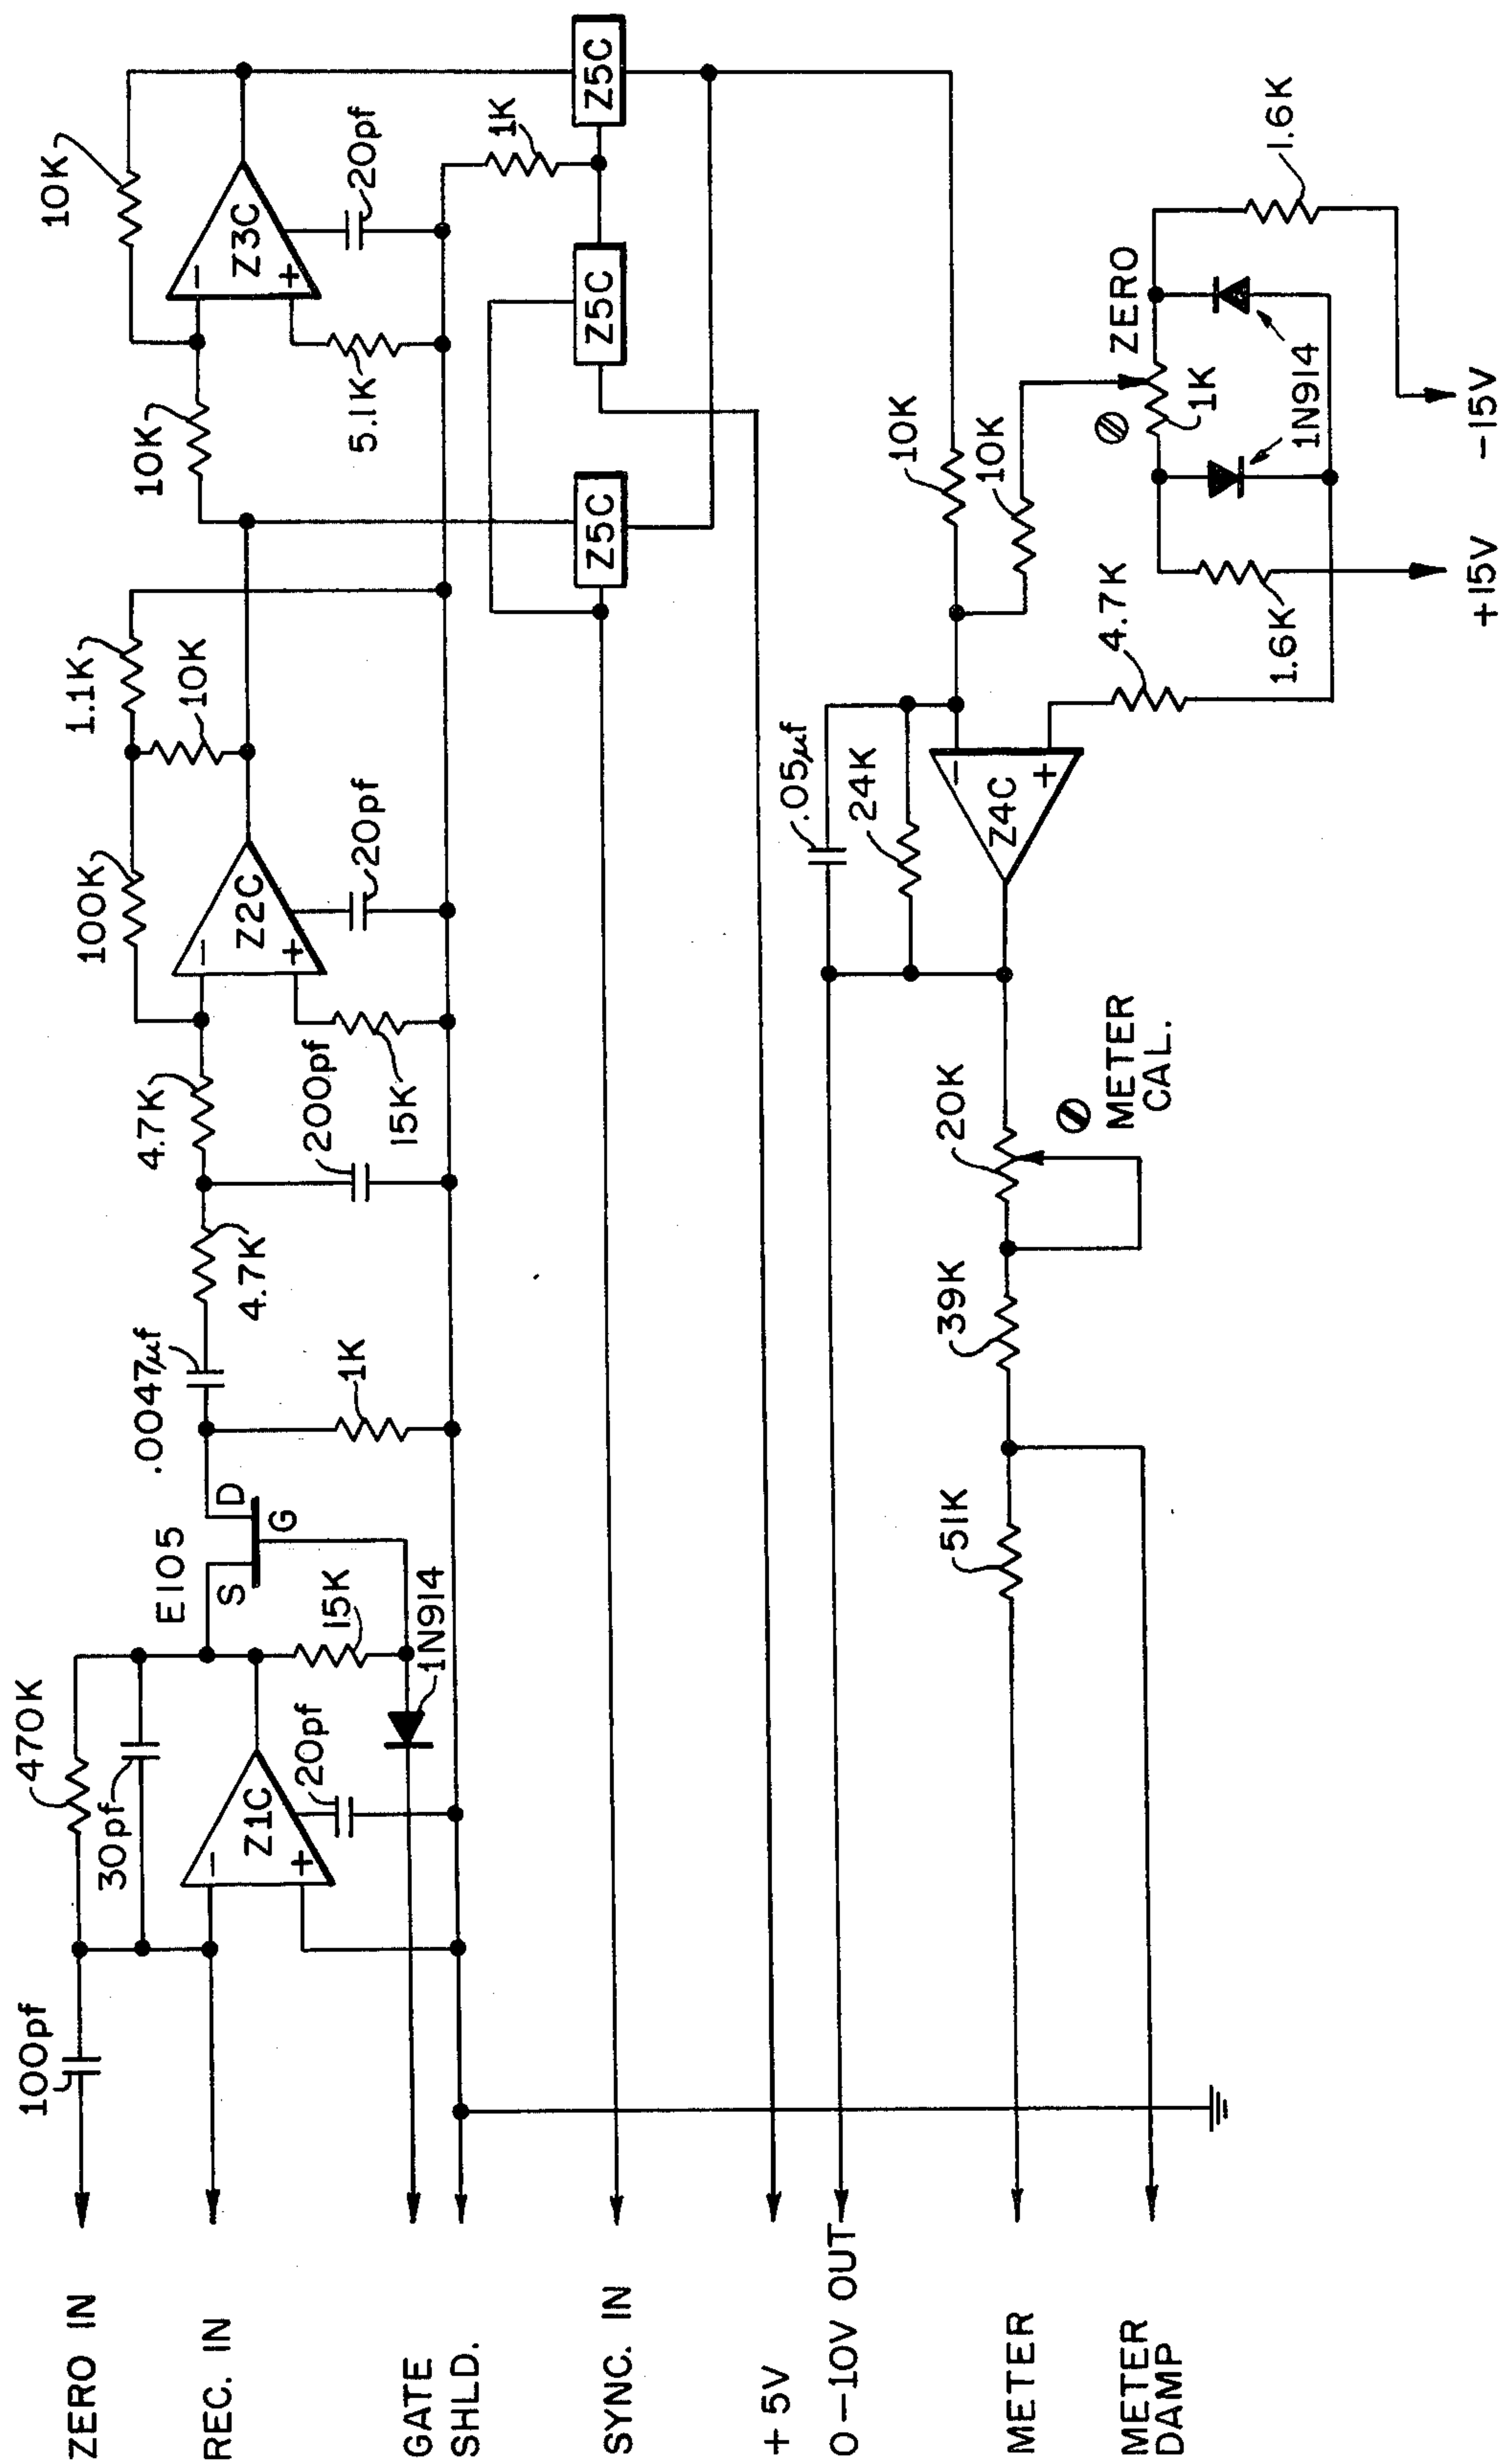 ZERO IN
REC. IN
GATE
SHLD.
SYNC. IN
+5V
0–10V OUT
METER
METER
DAMP
100pf
470K
30pf
Z1C
−
+
20pf
1N914
15K
E105
S
D
G
.0047µf
1K
4.7K
4.7K
200pf
15K
100K
Z2C
−
+
20pf
1.1K
10K
10K
5.1K
10K
Z3C
−
+
20pf
1K
Z5C
Z5C
Z5C
51K
39K
20K
METER
CAL.
.05µf
24K
Z4C
−
+
10K
10K
4.7K
1.6K
ZERO
1K
1N914
1.6K
+15V
−15V